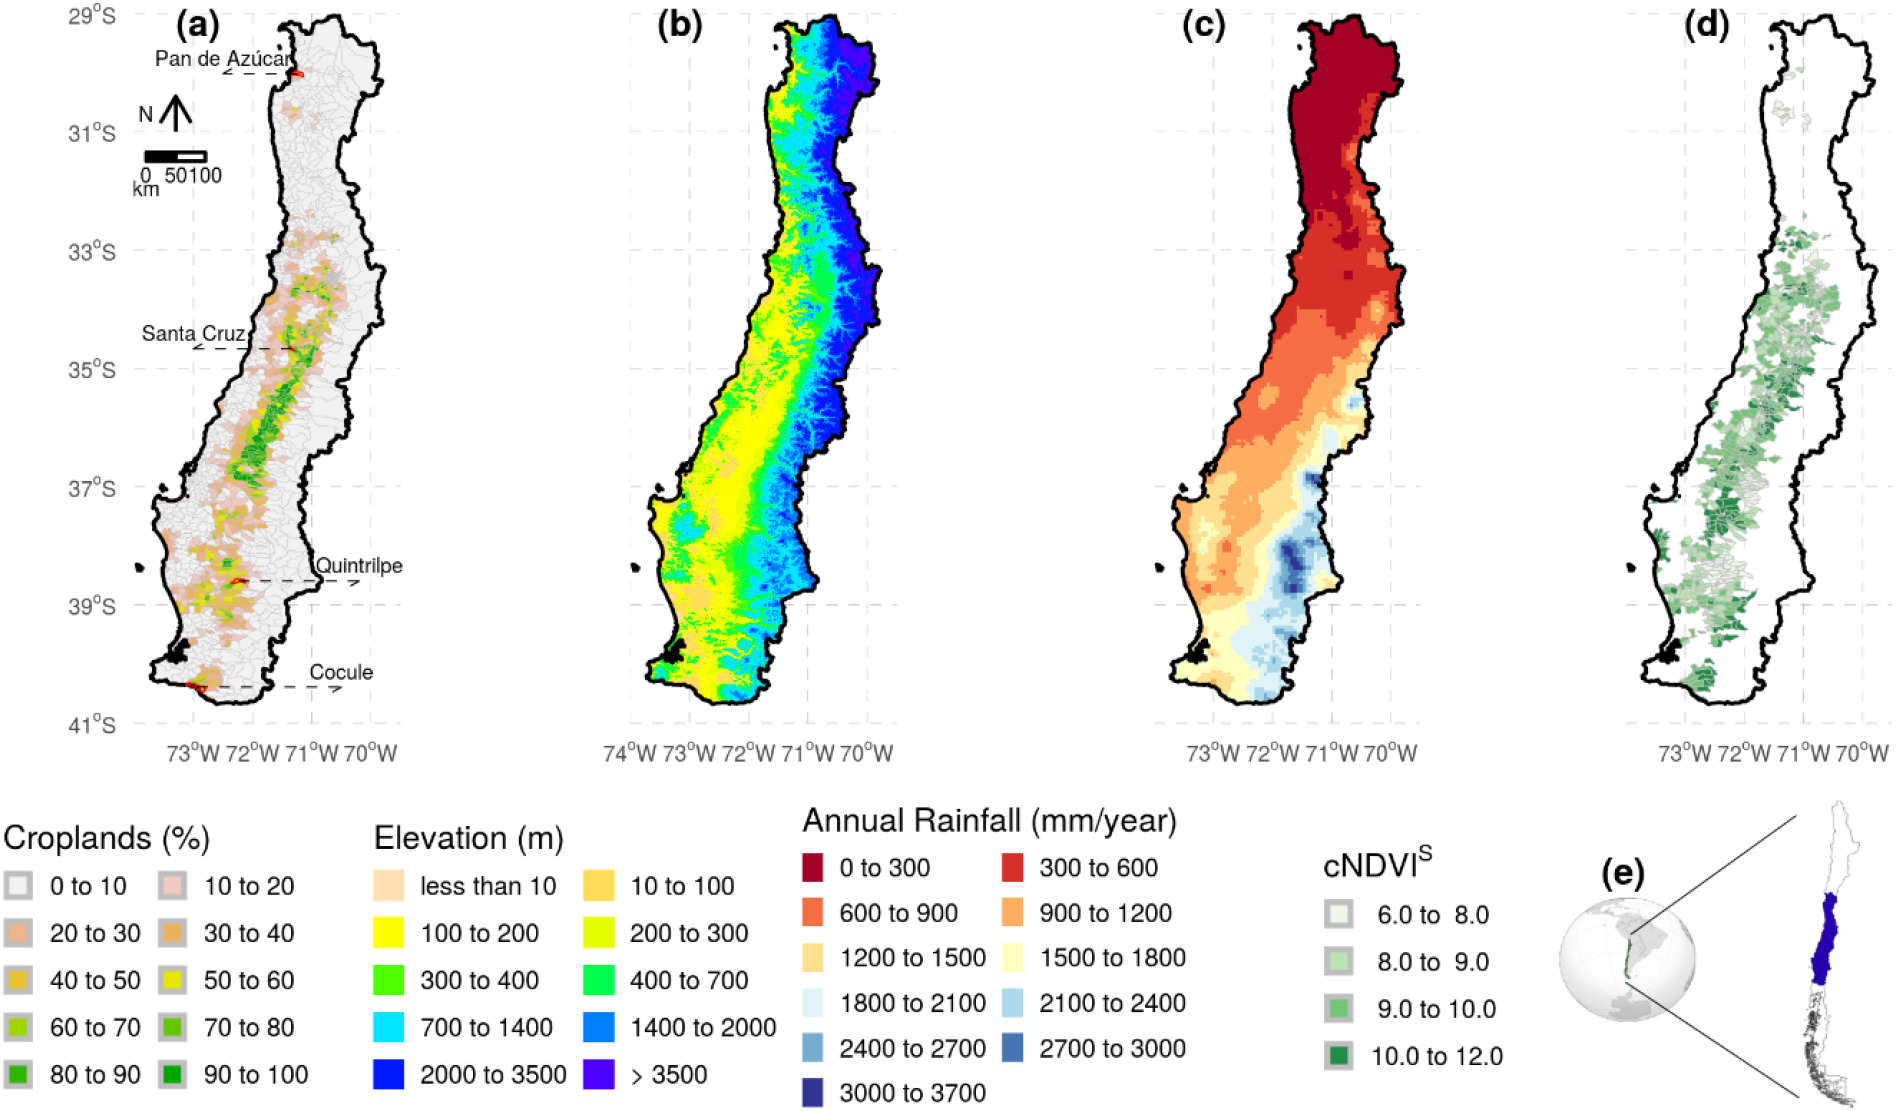 (a) (b) (c) (d)
29°S
Pan de Azúcar
N
31°S
0 50 100
km
33°S
Santa Cruz
35°S
37°S
Quintrilpe
39°S
Cocule
41°S
73°W 72°W 71°W 70°W
74°W 73°W 72°W 71°W 70°W
73°W 72°W 71°W 70°W
73°W 72°W 71°W 70°W
Croplands (%)
0 to 10
10 to 20
20 to 30
30 to 40
40 to 50
50 to 60
60 to 70
70 to 80
80 to 90
90 to 100
Elevation (m)
less than 10
10 to 100
100 to 200
200 to 300
300 to 400
400 to 700
700 to 1400
1400 to 2000
2000 to 3500
> 3500
Annual Rainfall (mm/year)
0 to 300
300 to 600
600 to 900
900 to 1200
1200 to 1500
1500 to 1800
1800 to 2100
2100 to 2400
2400 to 2700
2700 to 3000
3000 to 3700
cNDVI^S
6.0 to 8.0
8.0 to 9.0
9.0 to 10.0
10.0 to 12.0
(e)